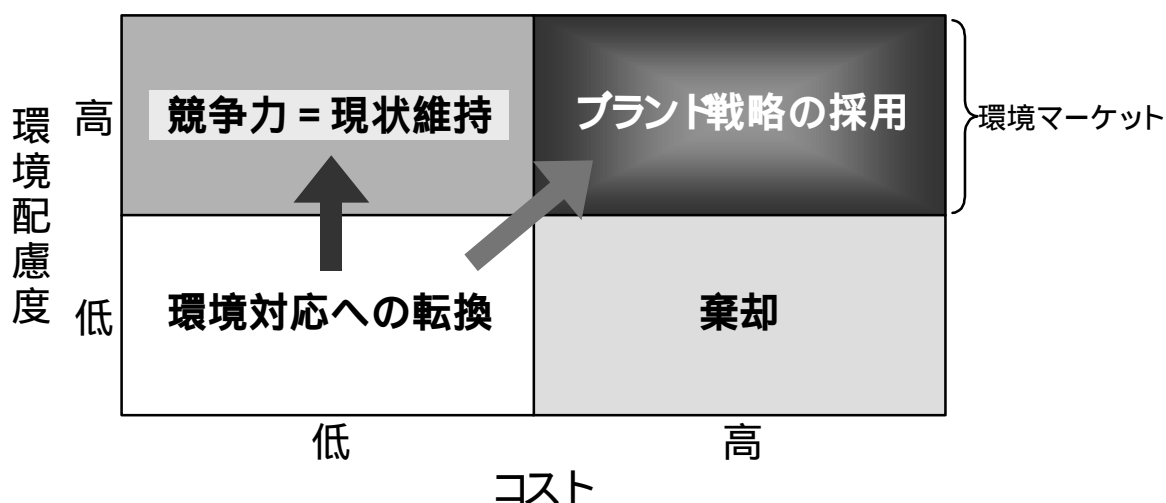 環境配慮度
高
競争力=現状維持
ブランド戦略の採用
環境マーケット
低
環境対応への転換
棄却
低
高
コスト